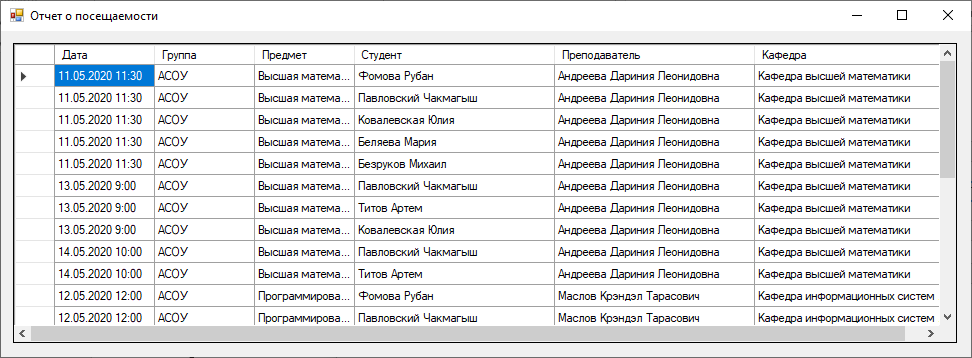 Отчет о посещаемости
Дата Группа Предмет Студент Преподаватель Кафедра
11.05.2020 11:30 АСОУ Высшая матема... Фомова Рубан Андреева Дариния Леонидовна Кафедра высшей математики
11.05.2020 11:30 АСОУ Высшая матема... Павловский Чакмагыш Андреева Дариния Леонидовна Кафедра высшей математики
11.05.2020 11:30 АСОУ Высшая матема... Ковалевская Юлия Андреева Дариния Леонидовна Кафедра высшей математики
11.05.2020 11:30 АСОУ Высшая матема... Беляева Мария Андреева Дариния Леонидовна Кафедра высшей математики
11.05.2020 11:30 АСОУ Высшая матема... Безруков Михаил Андреева Дариния Леонидовна Кафедра высшей математики
13.05.2020 9:00 АСОУ Высшая матема... Павловский Чакмагыш Андреева Дариния Леонидовна Кафедра высшей математики
13.05.2020 9:00 АСОУ Высшая матема... Титов Артем Андреева Дариния Леонидовна Кафедра высшей математики
13.05.2020 9:00 АСОУ Высшая матема... Ковалевская Юлия Андреева Дариния Леонидовна Кафедра высшей математики
14.05.2020 10:00 АСОУ Высшая матема... Павловский Чакмагыш Андреева Дариния Леонидовна Кафедра высшей математики
14.05.2020 10:00 АСОУ Высшая матема... Титов Артем Андреева Дариния Леонидовна Кафедра высшей математики
12.05.2020 12:00 АСОУ Программирова... Фомова Рубан Маслов Крэндэл Тарасович Кафедра информационных систем
12.05.2020 12:00 АСОУ Программирова... Павловский Чакмагыш Маслов Крэндэл Тарасович Кафедра информационных систем